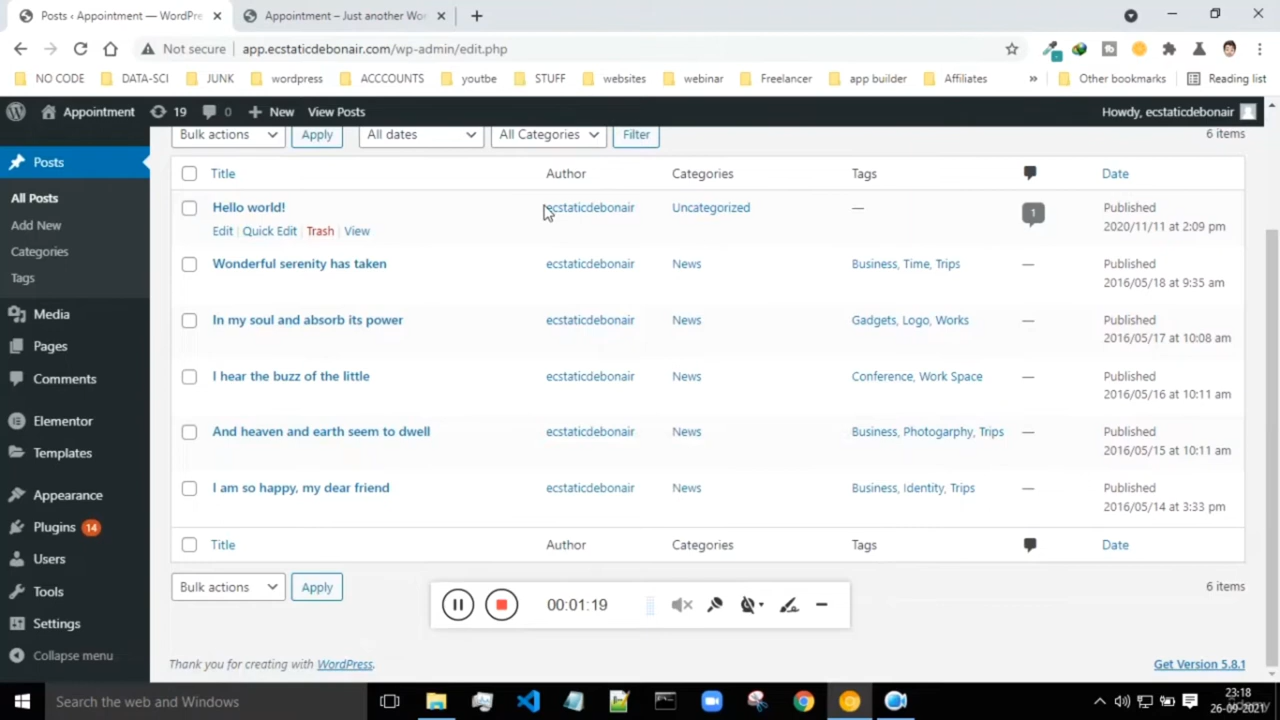 Posts ‹ Appointment — WordPre
Appointment – Just another Wor
Not secure app.ecstaticdebonair.com/wp-admin/edit.php
NO CODE DATA-SCI JUNK wordpress ACCCOUNTS youtbe STUFF websites webinar Freelancer app builder Affiliates » Other bookmarks Reading list
Appointment 19 0 New View Posts Howdy, ecstaticdebonair
Posts
All Posts
Add New
Categories
Tags
Media
Pages
Comments
Elementor
Templates
Appearance
Plugins 14
Users
Tools
Settings
Collapse menu
Bulk actions Apply All dates All Categories Filter 6 items
Title Author Categories Tags Date
Hello world! ecstaticdebonair Uncategorized — 1 Published
Edit | Quick Edit | Trash | View 2020/11/11 at 2:09 pm
Wonderful serenity has taken ecstaticdebonair News Business, Time, Trips — Published
2016/05/18 at 9:35 am
In my soul and absorb its power ecstaticdebonair News Gadgets, Logo, Works — Published
2016/05/17 at 10:08 am
I hear the buzz of the little ecstaticdebonair News Conference, Work Space — Published
2016/05/16 at 10:11 am
And heaven and earth seem to dwell ecstaticdebonair News Business, Photogarphy, Trips — Published
2016/05/15 at 10:11 am
I am so happy, my dear friend ecstaticdebonair News Business, Identity, Trips — Published
2016/05/14 at 3:33 pm
Title Author Categories Tags Date
Bulk actions Apply 6 items
00:01:19
Thank you for creating with WordPress. Get Version 5.8.1
Search the web and Windows
23:18
26-09-2021
udemy